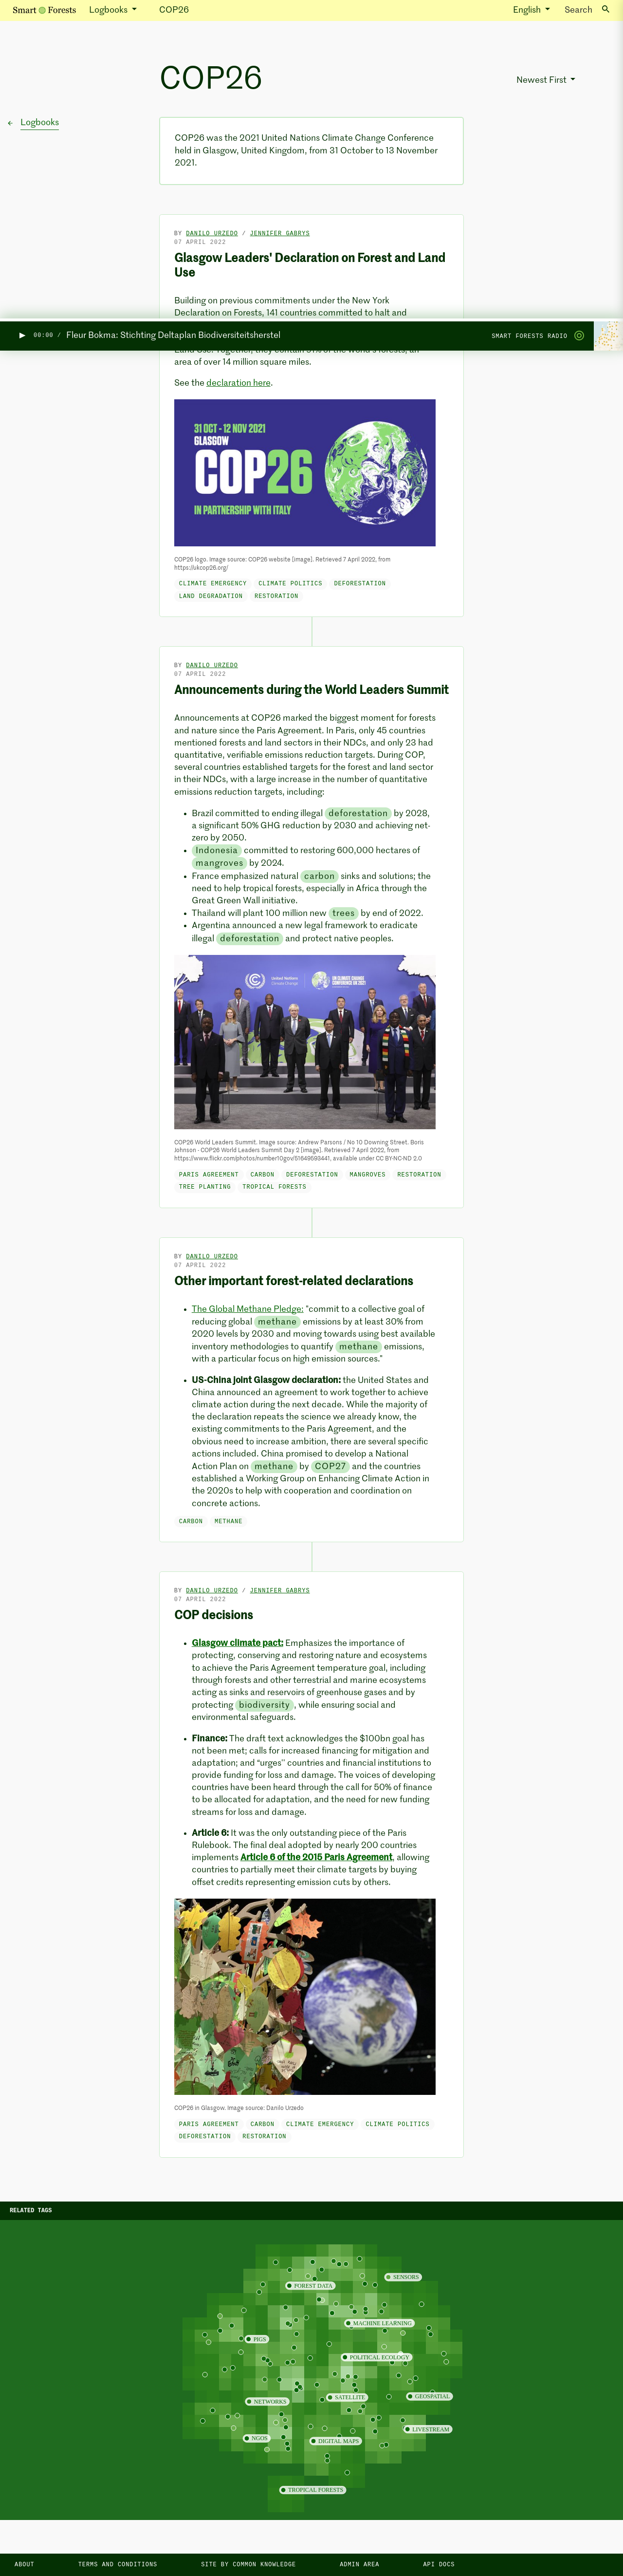 Smart Forests Logbooks COP26 English Search
COP26
Newest First
Logbooks
COP26 was the 2021 United Nations Climate Change Conference
held in Glasgow, United Kingdom, from 31 October to 13 November
2021.
BY DANILO URZEDO / JENNIFER GABRYS
07 APRIL 2022
Glasgow Leaders' Declaration on Forest and Land
Use
Building on previous commitments under the New York
Declaration on Forests, 141 countries committed to halt and
00:00 / Fleur Bokma: Stichting Deltaplan Biodiversiteitsherstel
SMART FORESTS RADIO
area of over 14 million square miles.
See the declaration here.
31 OCT - 12 NOV 2021
GLASGOW
COP26
IN PARTNERSHIP WITH ITALY
COP26 logo. Image source: COP26 website [image]. Retrieved 7 April 2022, from
https://ukcop26.org/
CLIMATE EMERGENCY CLIMATE POLITICS DEFORESTATION
LAND DEGRADATION RESTORATION
BY DANILO URZEDO
07 APRIL 2022
Announcements during the World Leaders Summit
Announcements at COP26 marked the biggest moment for forests
and nature since the Paris Agreement. In Paris, only 45 countries
mentioned forests and land sectors in their NDCs, and only 23 had
quantitative, verifiable emissions reduction targets. During COP,
several countries established targets for the forest and land sector
in their NDCs, with a large increase in the number of quantitative
emissions reduction targets, including:
Brazil committed to ending illegal deforestation by 2028,
a significant 50% GHG reduction by 2030 and achieving net-
zero by 2050.
Indonesia committed to restoring 600,000 hectares of
mangroves by 2024.
France emphasized natural carbon sinks and solutions; the
need to help tropical forests, especially in Africa through the
Great Green Wall initiative.
Thailand will plant 100 million new trees by end of 2022.
Argentina announced a new legal framework to eradicate
illegal deforestation and protect native peoples.
COP26 World Leaders Summit. Image source: Andrew Parsons / No 10 Downing Street. Boris
Johnson - COP26 World Leaders Summit Day 2 [image]. Retrieved 7 April 2022, from
https://www.flickr.com/photos/number10gov/51649593441, available under CC BY-NC-ND 2.0
PARIS AGREEMENT CARBON DEFORESTATION MANGROVES RESTORATION
TREE PLANTING TROPICAL FORESTS
BY DANILO URZEDO
07 APRIL 2022
Other important forest-related declarations
The Global Methane Pledge: "commit to a collective goal of
reducing global methane emissions by at least 30% from
2020 levels by 2030 and moving towards using best available
inventory methodologies to quantify methane emissions,
with a particular focus on high emission sources."
US-China joint Glasgow declaration: the United States and
China announced an agreement to work together to achieve
climate action during the next decade. While the majority of
the declaration repeats the science we already know, the
existing commitments to the Paris Agreement, and the
obvious need to increase ambition, there are several specific
actions included. China promised to develop a National
Action Plan on methane by COP27 and the countries
established a Working Group on Enhancing Climate Action in
the 2020s to help with cooperation and coordination on
concrete actions.
CARBON METHANE
BY DANILO URZEDO / JENNIFER GABRYS
07 APRIL 2022
COP decisions
Glasgow climate pact: Emphasizes the importance of
protecting, conserving and restoring nature and ecosystems
to achieve the Paris Agreement temperature goal, including
through forests and other terrestrial and marine ecosystems
acting as sinks and reservoirs of greenhouse gases and by
protecting biodiversity, while ensuring social and
environmental safeguards.
Finance: The draft text acknowledges the $100bn goal has
not been met; calls for increased financing for mitigation and
adaptation; and "urges" countries and financial institutions to
provide funding for loss and damage. The voices of developing
countries have been heard through the call for 50% of finance
to be allocated for adaptation, and the need for new funding
streams for loss and damage.
Article 6: It was the only outstanding piece of the Paris
Rulebook. The final deal adopted by nearly 200 countries
implements Article 6 of the 2015 Paris Agreement, allowing
countries to partially meet their climate targets by buying
offset credits representing emission cuts by others.
COP26 in Glasgow. Image source: Danilo Urzedo
PARIS AGREEMENT CARBON CLIMATE EMERGENCY CLIMATE POLITICS
DEFORESTATION RESTORATION
RELATED TAGS
SENSORS
FOREST DATA
MACHINE LEARNING
PIGS
POLITICAL ECOLOGY
SATELLITE
GEOSPATIAL
NETWORKS
LIVESTREAM
NGOS
DIGITAL MAPS
TROPICAL FORESTS
ABOUT TERMS AND CONDITIONS SITE BY COMMON KNOWLEDGE ADMIN AREA API DOCS